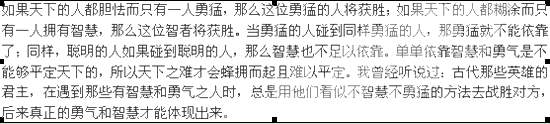 如果天下的人都胆怯而只有一人勇猛，那么这位勇猛的人将获胜；如果天下的人都糊涂而只
有一人拥有智慧，那么这位智者将获胜。当勇猛的人碰到同样勇猛的人，那勇猛就不能依靠
了；同样，聪明的人如果碰到聪明的人，那么智慧也不足以依靠。单单依靠智慧和勇气是不
能够平定天下的，所以天下之难才会蜂拥而起且难以平定。我曾经听说过：古代那些英雄的
君主，在遇到那些有智慧和勇气之人时，总是用他们看似不智慧不勇猛的方法去战胜对方，
后来真正的勇气和智慧才能体现出来。